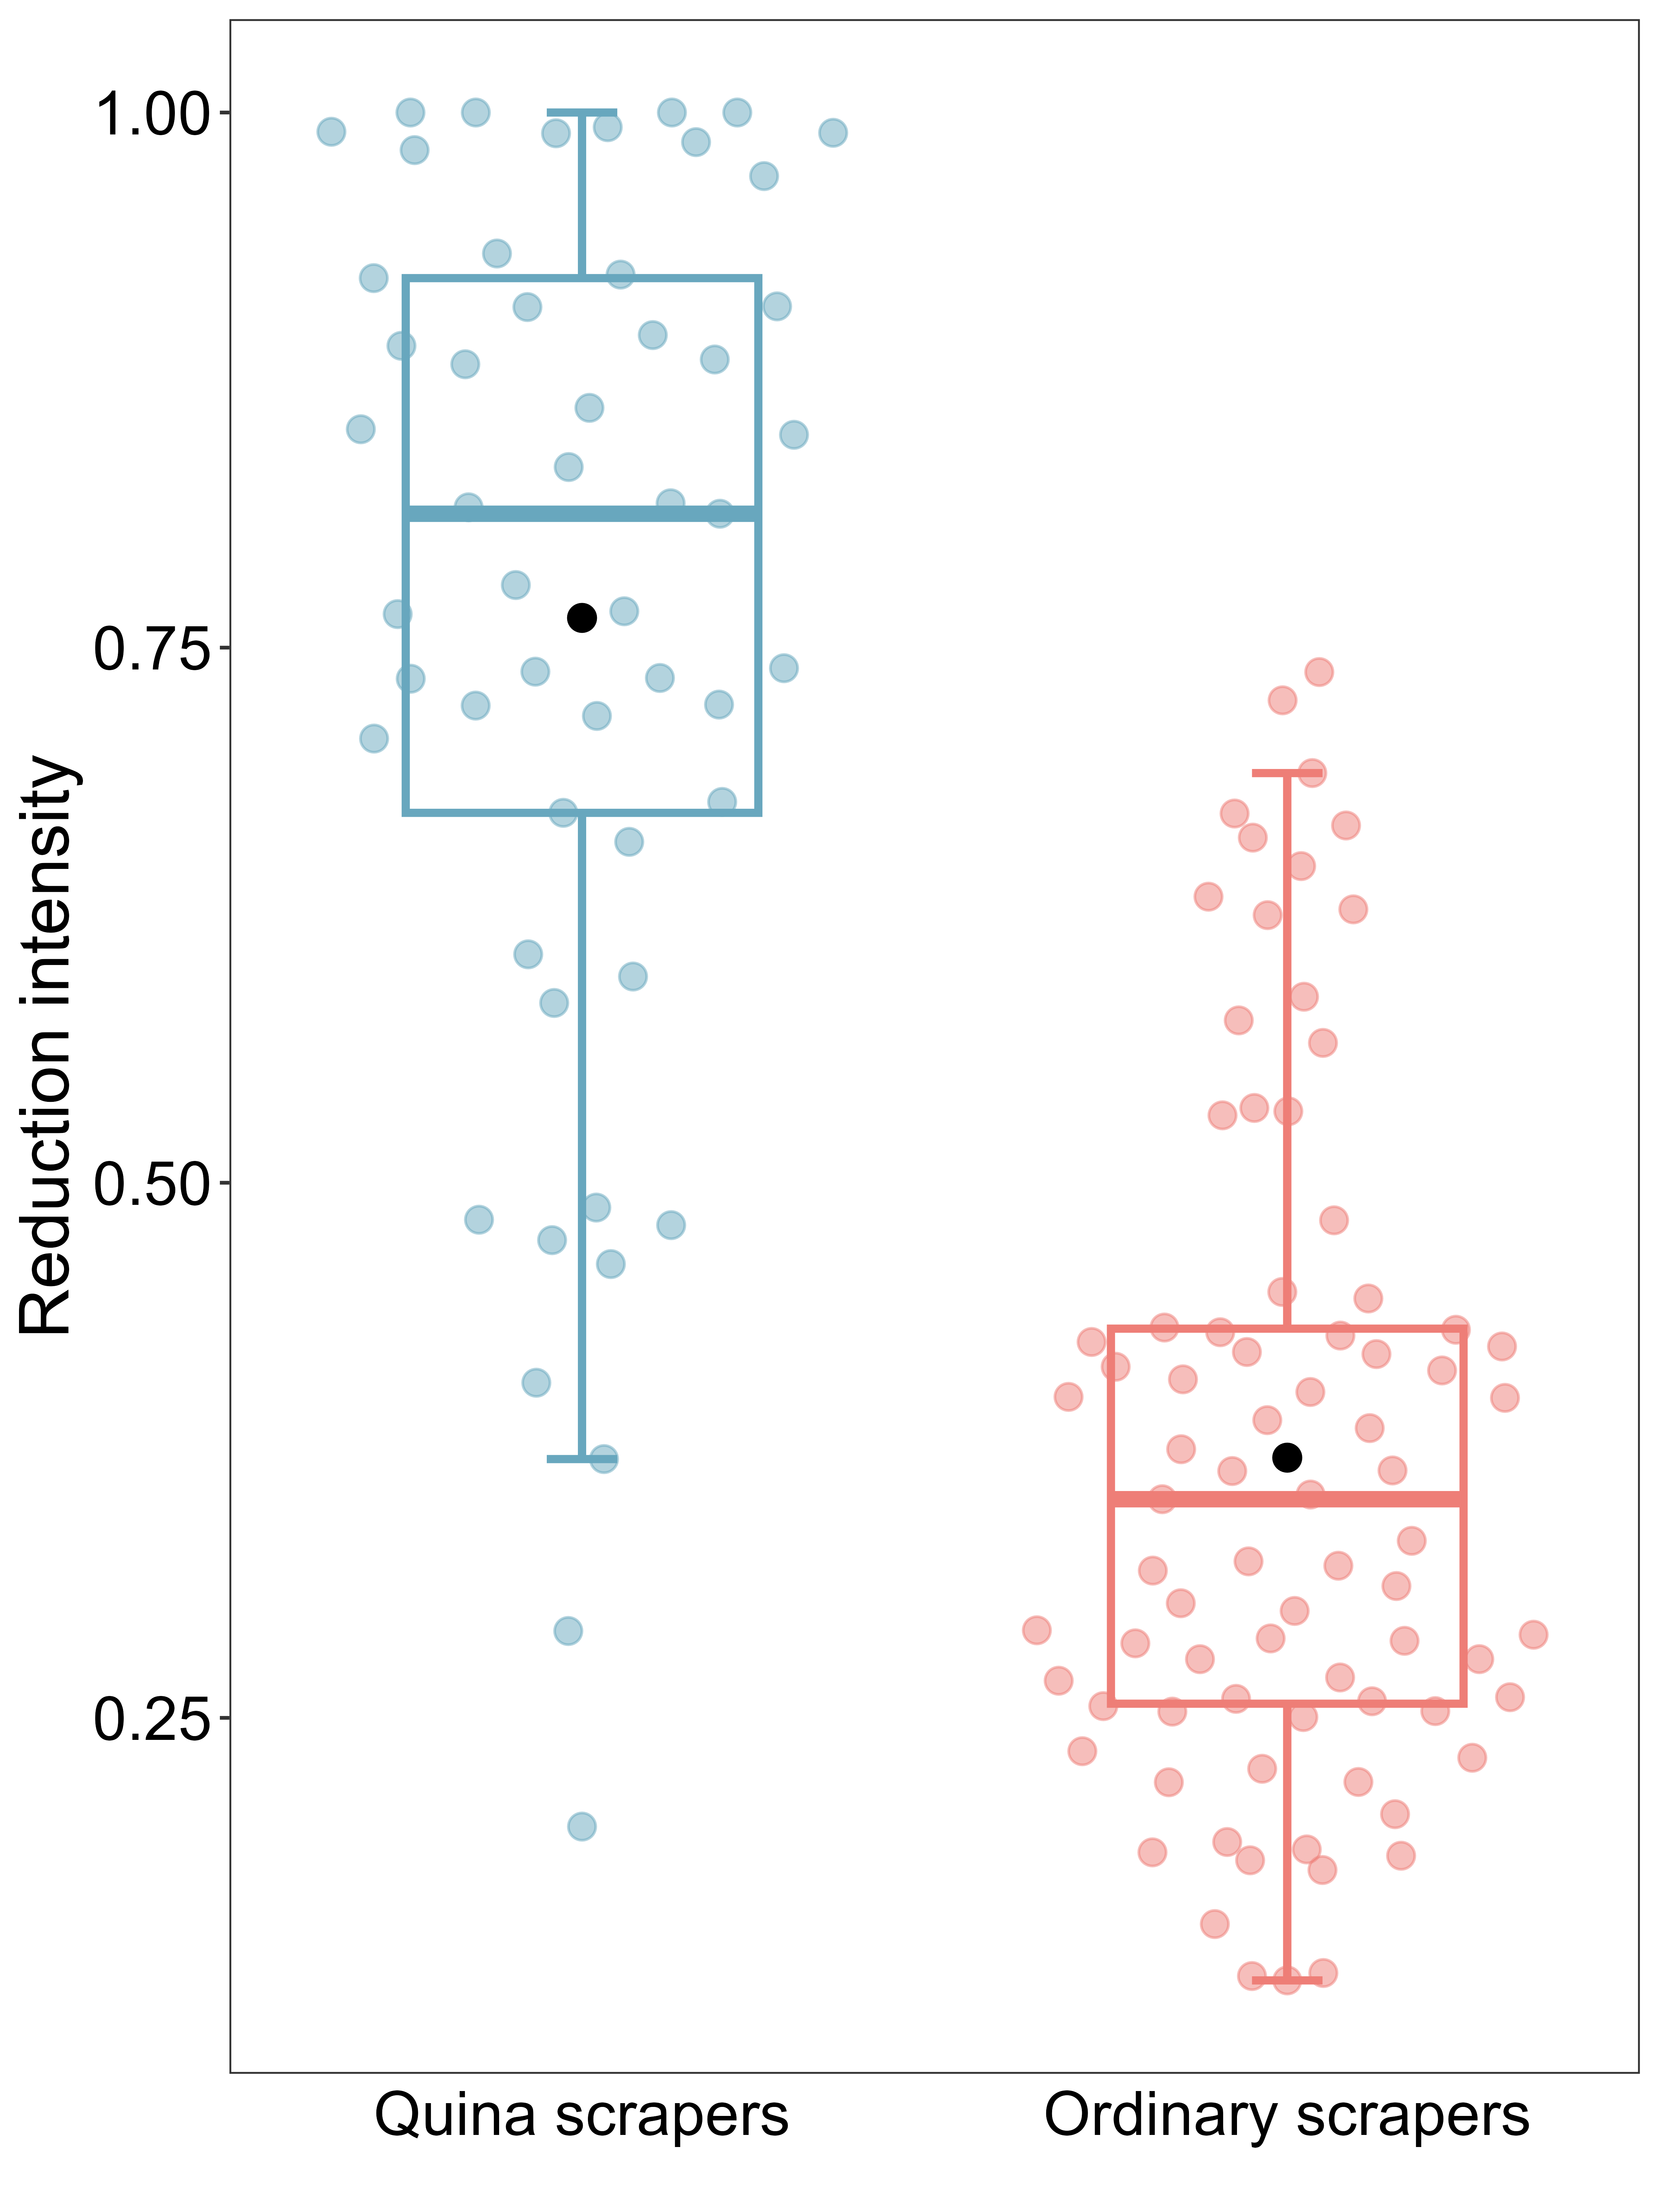 Reduction intensity
1.00
0.75
0.50
0.25
Quina scrapers
Ordinary scrapers